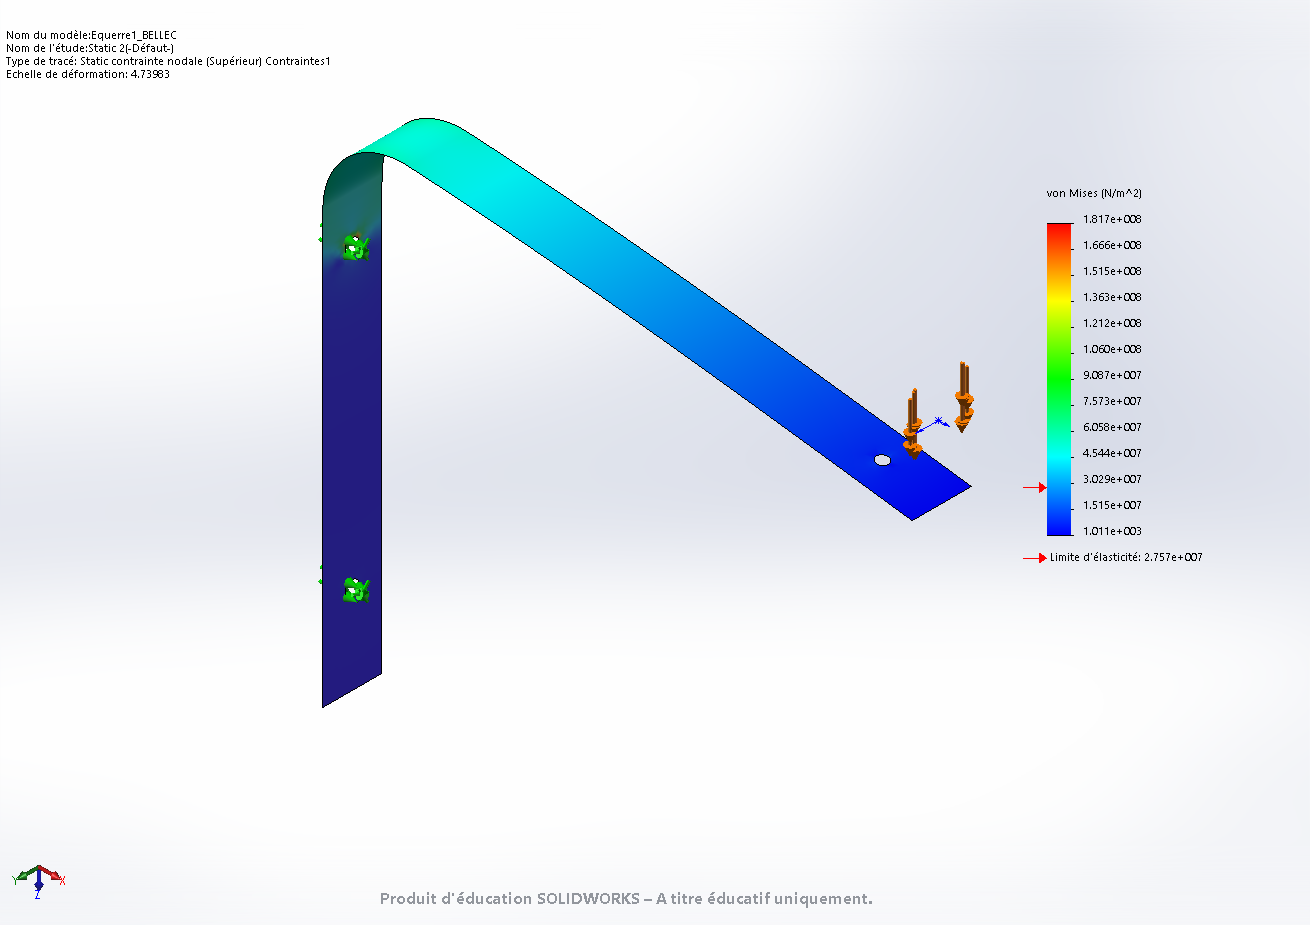 Nom du modèle:Equerre1_BELLEC
Nom de l'étude:Static 2(-Défaut-)
Type de tracé: Static contrainte nodale (Supérieur) Contraintes1
Echelle de déformation: 4.73983
von Mises (N/m^2)
1.817e+008
1.666e+008
1.515e+008
1.363e+008
1.212e+008
1.060e+008
9.087e+007
7.573e+007
6.058e+007
4.544e+007
3.029e+007
1.515e+007
1.011e+003
Limite d'élasticité: 2.757e+007
Y
X
Z
Produit d'éducation SOLIDWORKS – A titre éducatif uniquement.